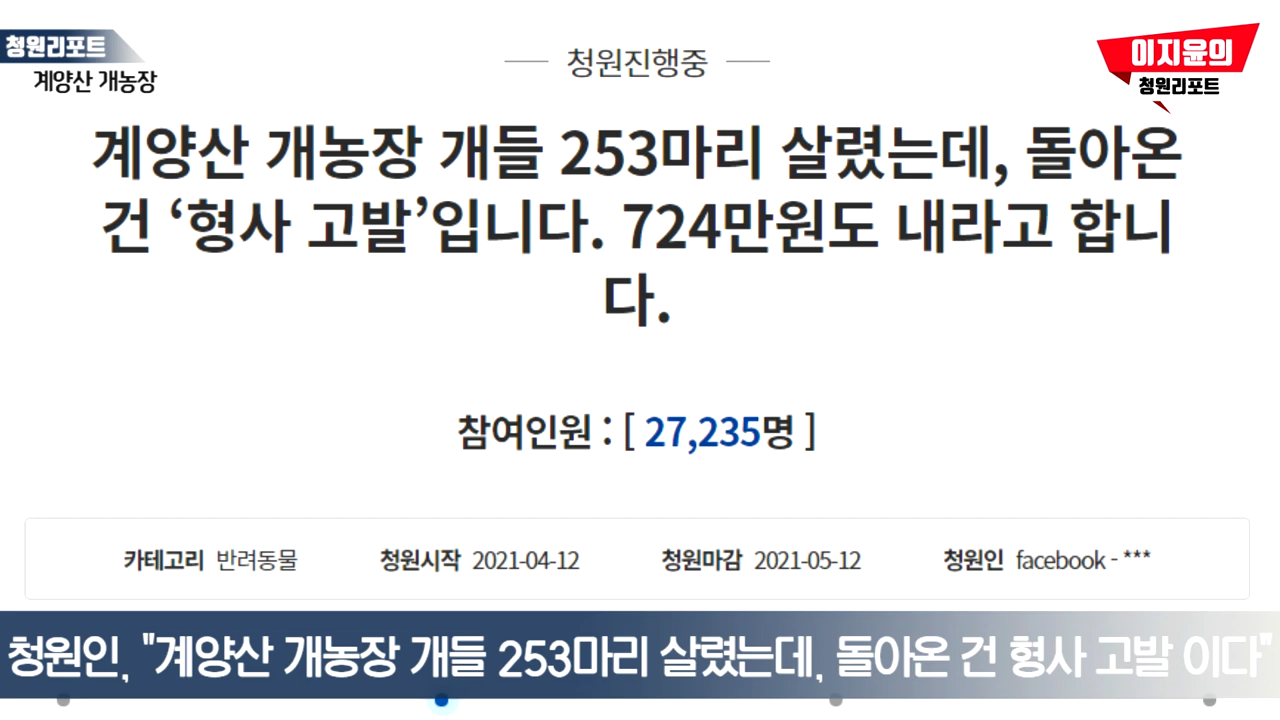 청원리포트
계양산 개농장
이지윤의
청원리포트
청원진행중
계양산 개농장 개들 253마리 살렸는데, 돌아온
건 ‘형사 고발’입니다. 724만원도 내라고 합니
다.
참여인원 : [ 27,235명 ]
카테고리 반려동물 청원시작 2021-04-12 청원마감 2021-05-12 청원인 facebook - ***
청원인, "계양산 개농장 개들 253마리 살렸는데, 돌아온 건 형사 고발 이다"